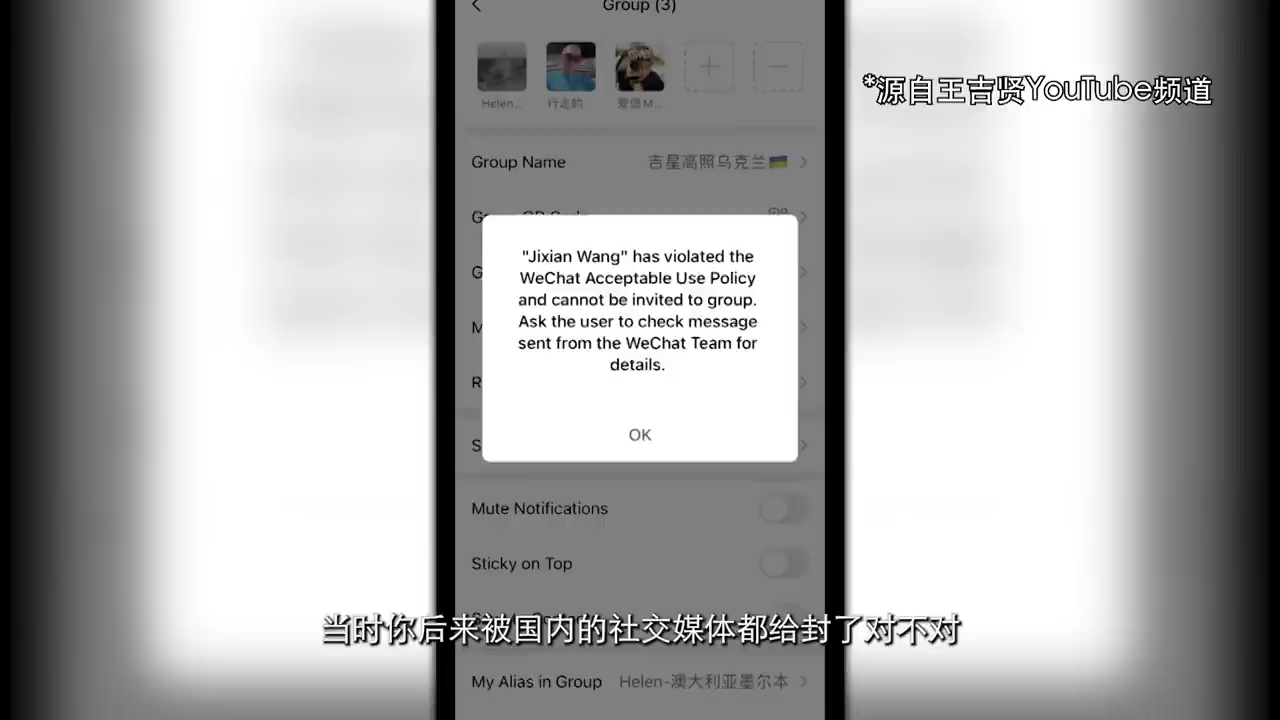 Group (3)
*源自王吉贤YouTube频道
Helen...
行走的
爱信M...
Group Name
吉星高照乌克兰🇺🇦
"Jixian Wang" has violated the
WeChat Acceptable Use Policy
and cannot be invited to group.
Ask the user to check message
sent from the WeChat Team for
details.
OK
Mute Notifications
Sticky on Top
当时你后来被国内的社交媒体都给封了对不对
My Alias in Group
Helen-澳大利亚墨尔本